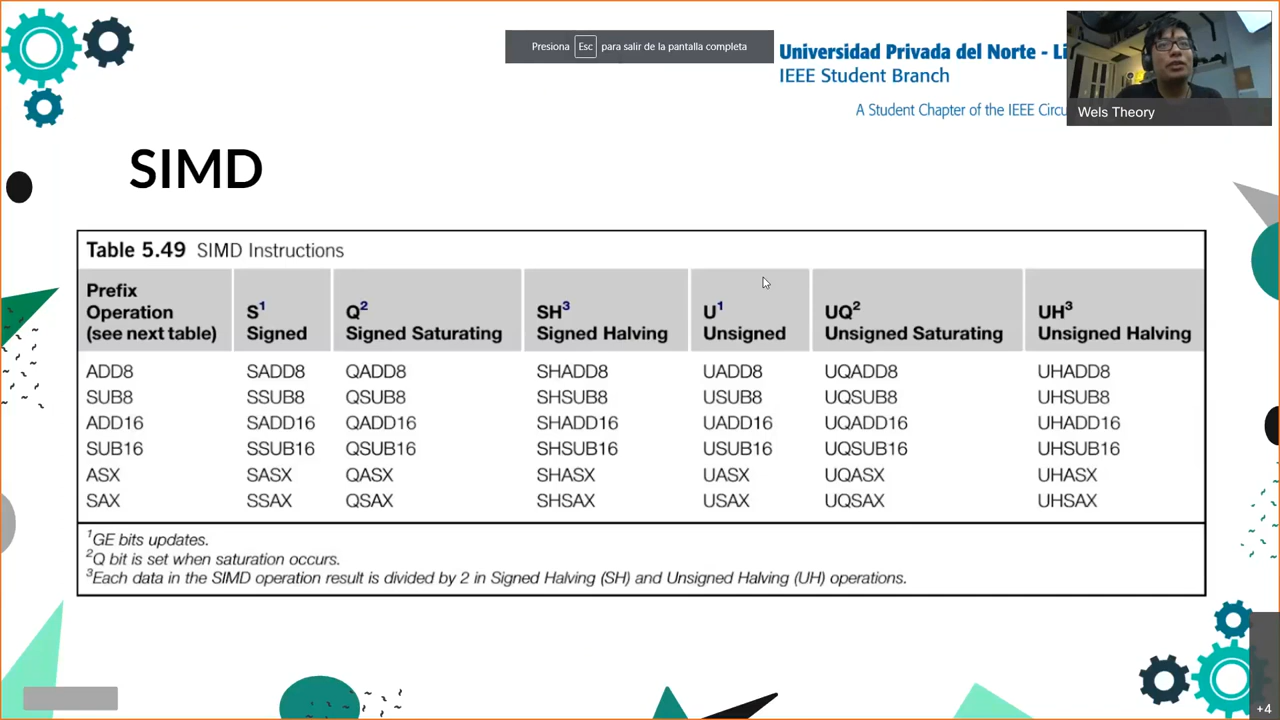 Presiona Esc para salir de la pantalla completa
Universidad Privada del Norte - Li
IEEE Student Branch
A Student Chapter of the IEEE Circu
Wels Theory
SIMD
Table 5.49 SIMD Instructions
Prefix Operation (see next table) S¹ Signed Q² Signed Saturating SH³ Signed Halving U¹ Unsigned UQ² Unsigned Saturating UH³ Unsigned Halving
ADD8 SADD8 QADD8 SHADD8 UADD8 UQADD8 UHADD8
SUB8 SSUB8 QSUB8 SHSUB8 USUB8 UQSUB8 UHSUB8
ADD16 SADD16 QADD16 SHADD16 UADD16 UQADD16 UHADD16
SUB16 SSUB16 QSUB16 SHSUB16 USUB16 UQSUB16 UHSUB16
ASX SASX QASX SHASX UASX UQASX UHASX
SAX SSAX QSAX SHSAX USAX UQSAX UHSAX
¹GE bits updates.
²Q bit is set when saturation occurs.
³Each data in the SIMD operation result is divided by 2 in Signed Halving (SH) and Unsigned Halving (UH) operations.
+4